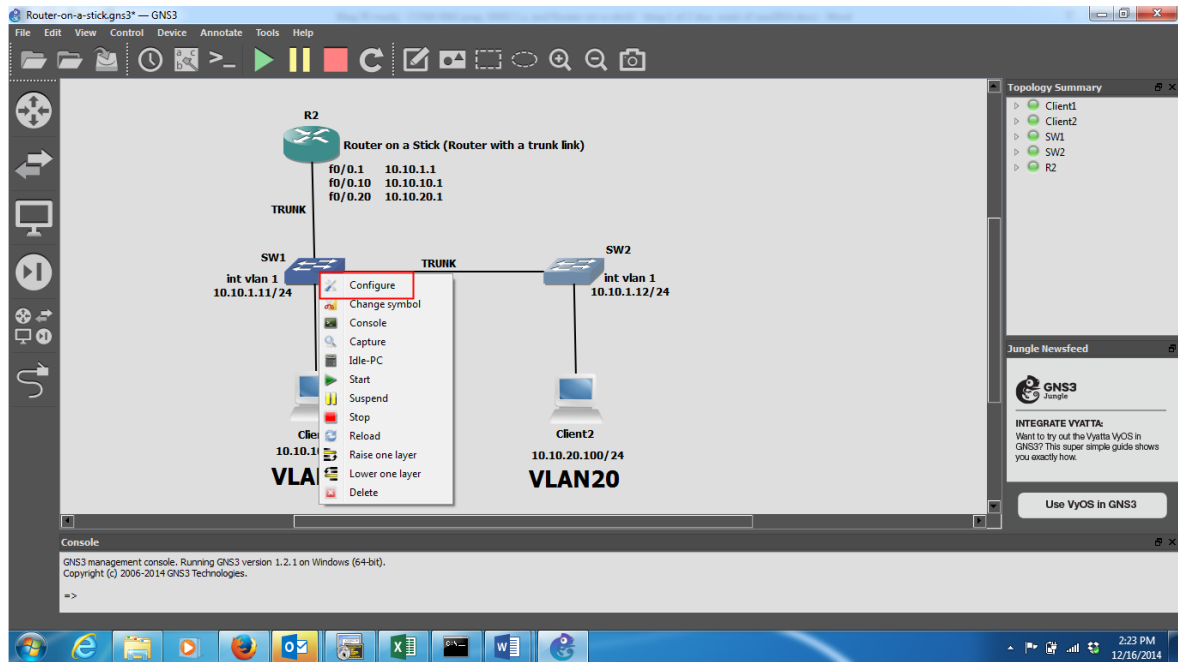 Router-on-a-stick.gns3* — GNS3
File Edit View Control Device Annotate Tools Help
R2
Router on a Stick (Router with a trunk link)
f0/0.1 10.10.1.1
f0/0.10 10.10.10.1
f0/0.20 10.10.20.1
TRUNK
SW1
int vlan 1
10.10.1.11/24
TRUNK
SW2
int vlan 1
10.10.1.12/24
Configure
Change symbol
Console
Capture
Idle-PC
Start
Suspend
Stop
Reload
Raise one layer
Lower one layer
Delete
Clie
10.10.1
VLA
Client2
10.10.20.100/24
VLAN20
Topology Summary
Client1
Client2
SW1
SW2
R2
Jungle Newsfeed
GNS3
Jungle
INTEGRATE VYATTA:
Want to try out the Vyatta VyOS in
GNS3? This super simple guide shows
you exactly how.
Use VyOS in GNS3
Console
GNS3 management console. Running GNS3 version 1.2.1 on Windows (64-bit).
Copyright (c) 2006-2014 GNS3 Technologies.
=>
2:23 PM
12/16/2014